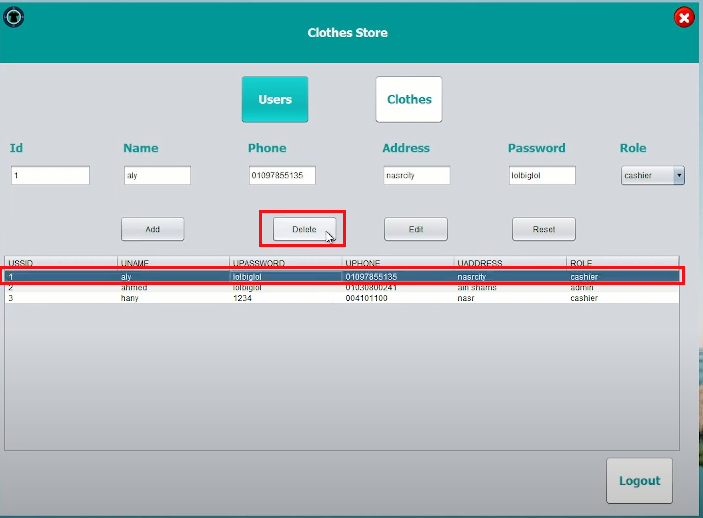 Clothes Store
Users Clothes
Id Name Phone Address Password Role
1 aly 01097855135 nasrcity lolbiglol cashier
Add Delete Edit Reset
USSID UNAME UPASSWORD UPHONE UADDRESS ROLE
1 aly lolbiglol 01097855135 nasrcity cashier
2 ahmed lolbiglol 01030800241 ain shams admin
3 hany 1234 004101100 nasr cashier
Logout